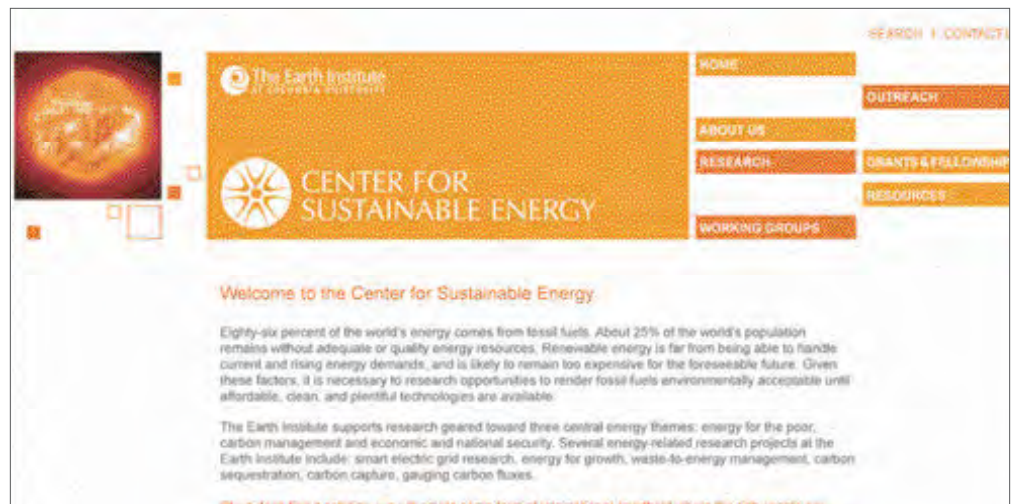 SEARCH | CONTACT
The Earth Institute
AT COLUMBIA UNIVERSITY
CENTER FOR
SUSTAINABLE ENERGY
HOME
OUTREACH
ABOUT US
RESEARCH
GRANTS & FELLOWSHIP
RESOURCES
WORKING GROUPS
Welcome to the Center for Sustainable Energy
Eighty-six percent of the world's energy comes from fossil fuels. About 25% of the world's population
remains without adequate or quality energy resources. Renewable energy is far from being able to handle
current and rising energy demands, and is likely to remain too expensive for the foreseeable future. Given
these factors, it is necessary to research opportunities to render fossil fuels environmentally acceptable until
affordable, clean, and plentiful technologies are available.
The Earth Institute supports research geared toward three central energy themes: energy for the poor,
carbon management and economic and national security. Several energy-related research projects at the
Earth Institute include: smart electric grid research, energy for growth, waste-to-energy management, carbon
sequestration, carbon capture, gauging carbon fluxes.